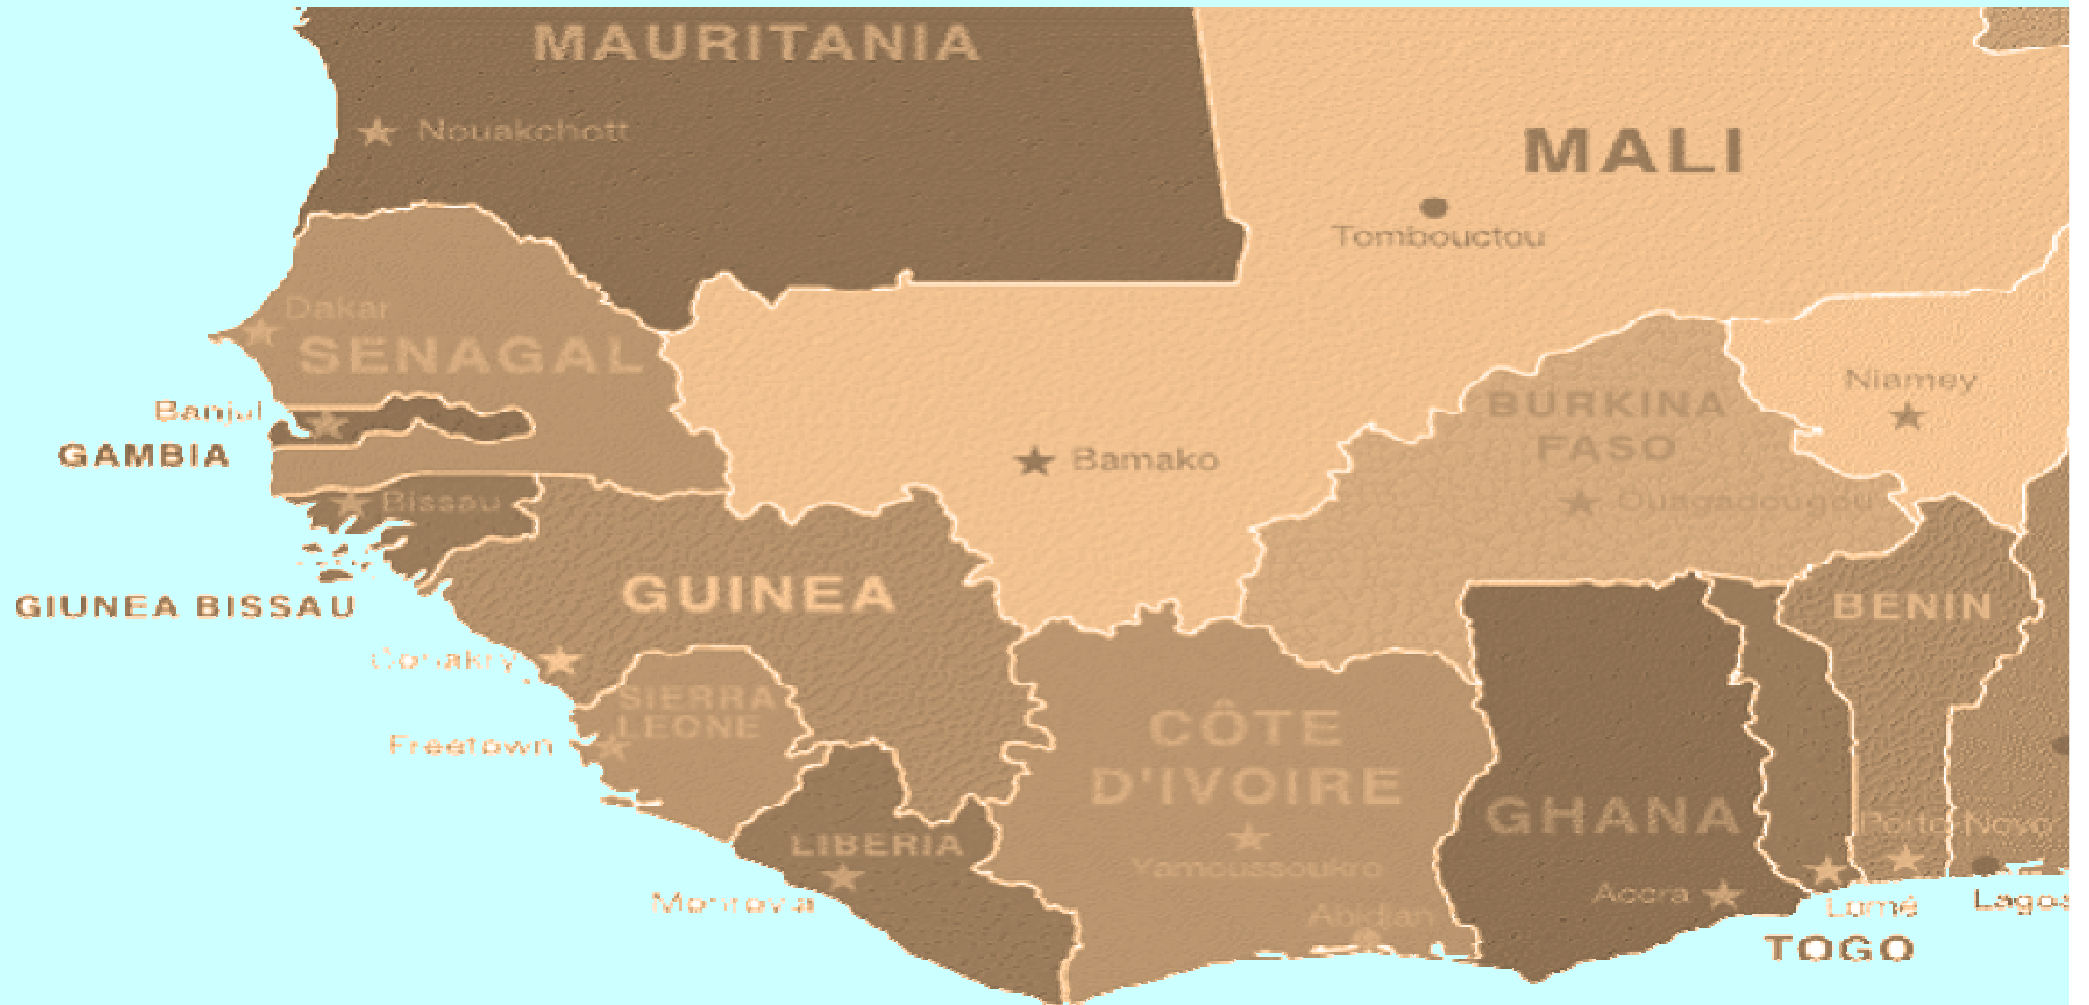 MAURITANIA
Nouakchott
MALI
Tombouctou
Dakar
SENAGAL
Niamey
Banjul
GAMBIA
BURKINA
FASO
Bamako
Bissau
Ouagadougou
GIUNEA BISSAU
GUINEA
BENIN
Conakry
SIERRA
LEONE
Freetown
CÔTE
D'IVOIRE
GHANA
Porto Novo
LIBERIA
Yamoussoukro
Monrovia
Accra
Abidjan
Lomé
Lagos
TOGO